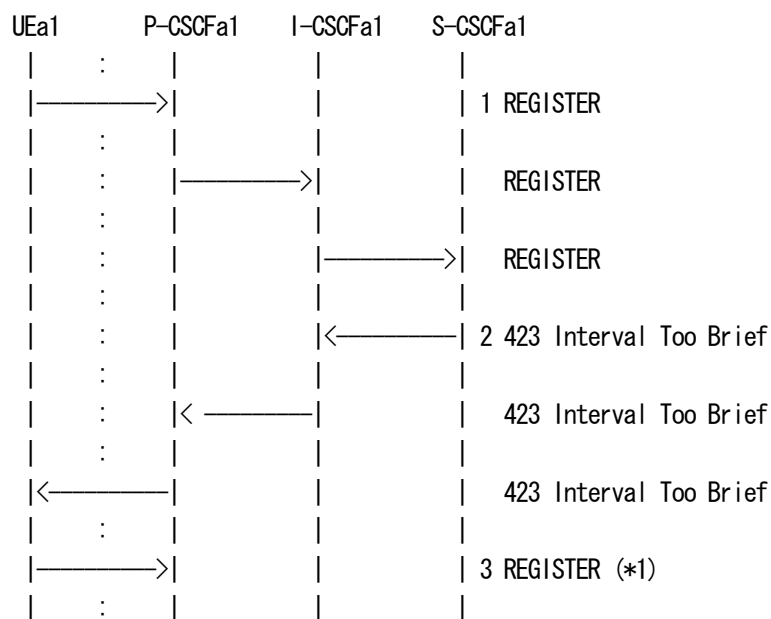 UEa1 P-CSCFa1 I-CSCFa1 S-CSCFa1
| : | | |
|----------->| | | 1 REGISTER
| : | | |
| : |----------->| | REGISTER
| : | | |
| : | |----------->| REGISTER
| : | | |
| : | |<-----------| 2 423 Interval Too Brief
| : | | |
| : |< ----------| | 423 Interval Too Brief
| : | | |
|<-----------| | | 423 Interval Too Brief
| : | | |
|----------->| | | 3 REGISTER (*1)
| : | | |